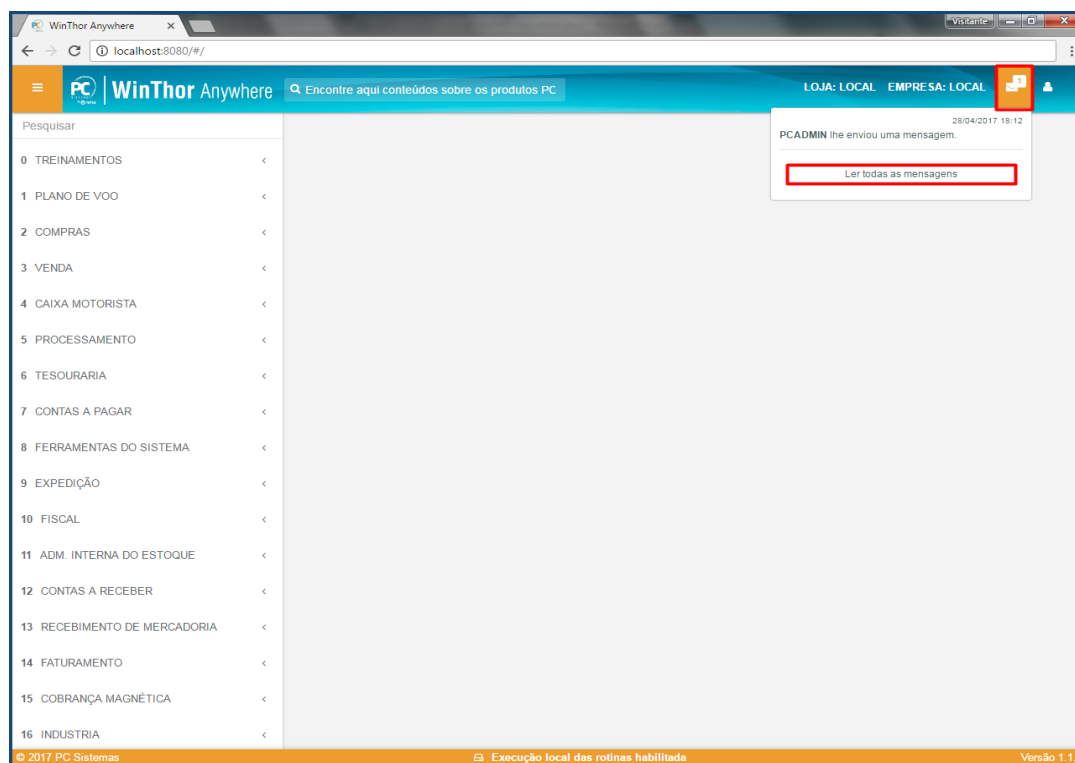 WinThor Anywhere
Visitante
localhost:8080/#/
PC WinThor Anywhere
Encontre aqui conteúdos sobre os produtos PC
LOJA: LOCAL EMPRESA: LOCAL
1
Pesquisar
28/04/2017 18:12
PCADMIN lhe enviou uma mensagem.
Ler todas as mensagens
0 TREINAMENTOS
1 PLANO DE VOO
2 COMPRAS
3 VENDA
4 CAIXA MOTORISTA
5 PROCESSAMENTO
6 TESOURARIA
7 CONTAS A PAGAR
8 FERRAMENTAS DO SISTEMA
9 EXPEDIÇÃO
10 FISCAL
11 ADM. INTERNA DO ESTOQUE
12 CONTAS A RECEBER
13 RECEBIMENTO DE MERCADORIA
14 FATURAMENTO
15 COBRANÇA MAGNÉTICA
16 INDUSTRIA
© 2017 PC Sistemas
Execução local das rotinas habilitada
Versão 1.1.